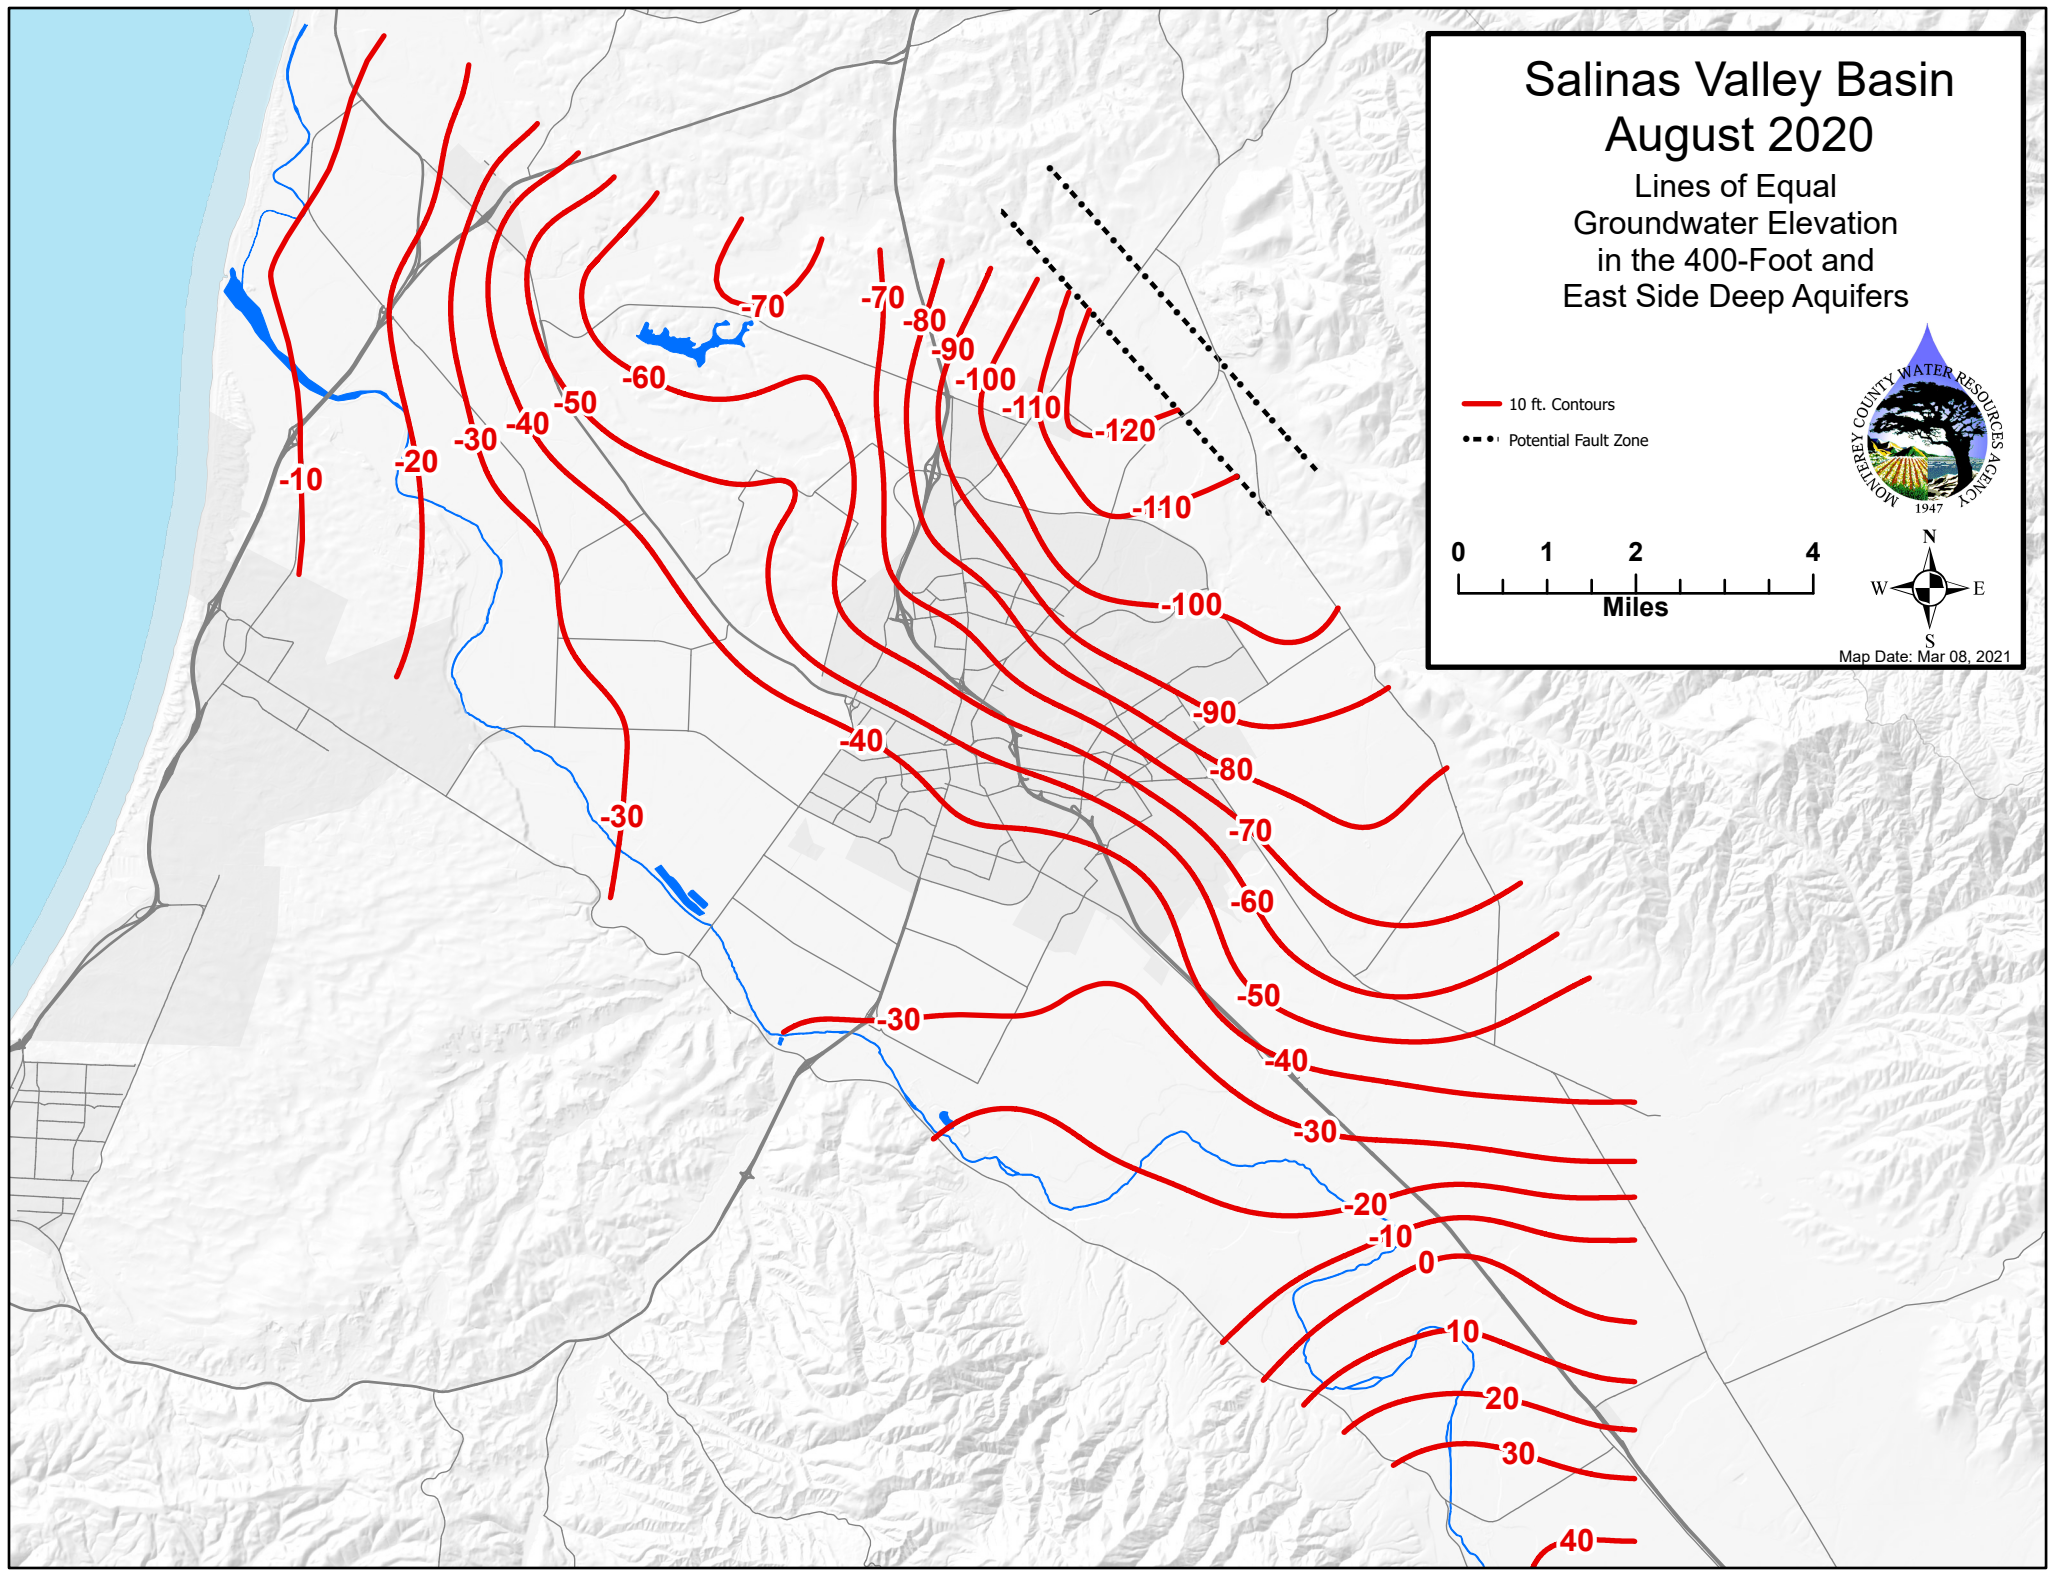 Salinas Valley Basin
August 2020
Lines of Equal
Groundwater Elevation
in the 400-Foot and
East Side Deep Aquifers
10 ft. Contours
Potential Fault Zone
MONTEREY COUNTY WATER RESOURCES AGENCY
1947
0 1 2 4
Miles
N
W E
S
Map Date: Mar 08, 2021
-70
-70
-80
-90
-60
-100
-50
-110
-40
-120
-30
-20
-10
-110
-100
-90
-40
-80
-30
-70
-60
-50
-30
-40
-30
-20
-10
0
10
20
30
40